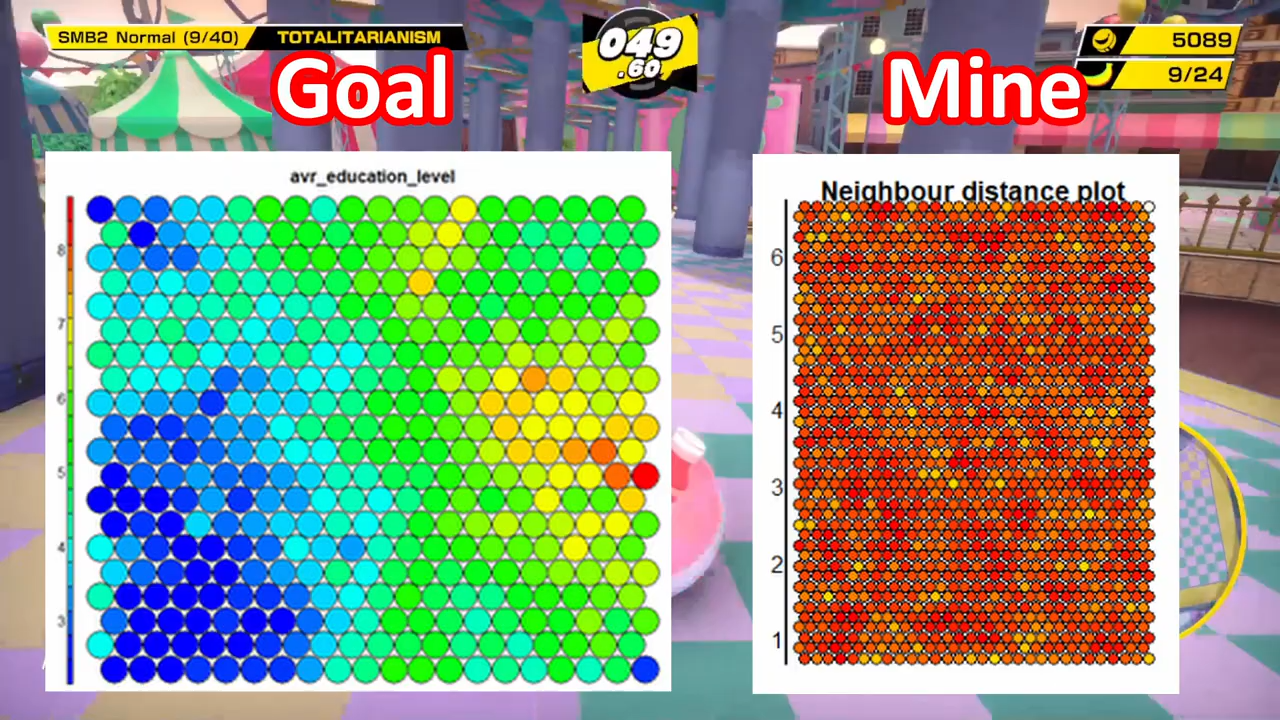 SMB2 Normal (9/40)
TOTALITARIANISM
049
.60
5089
9/24
Goal
Mine
avr_education_level
8
7
6
5
4
3
Neighbour distance plot
6
5
4
3
2
1